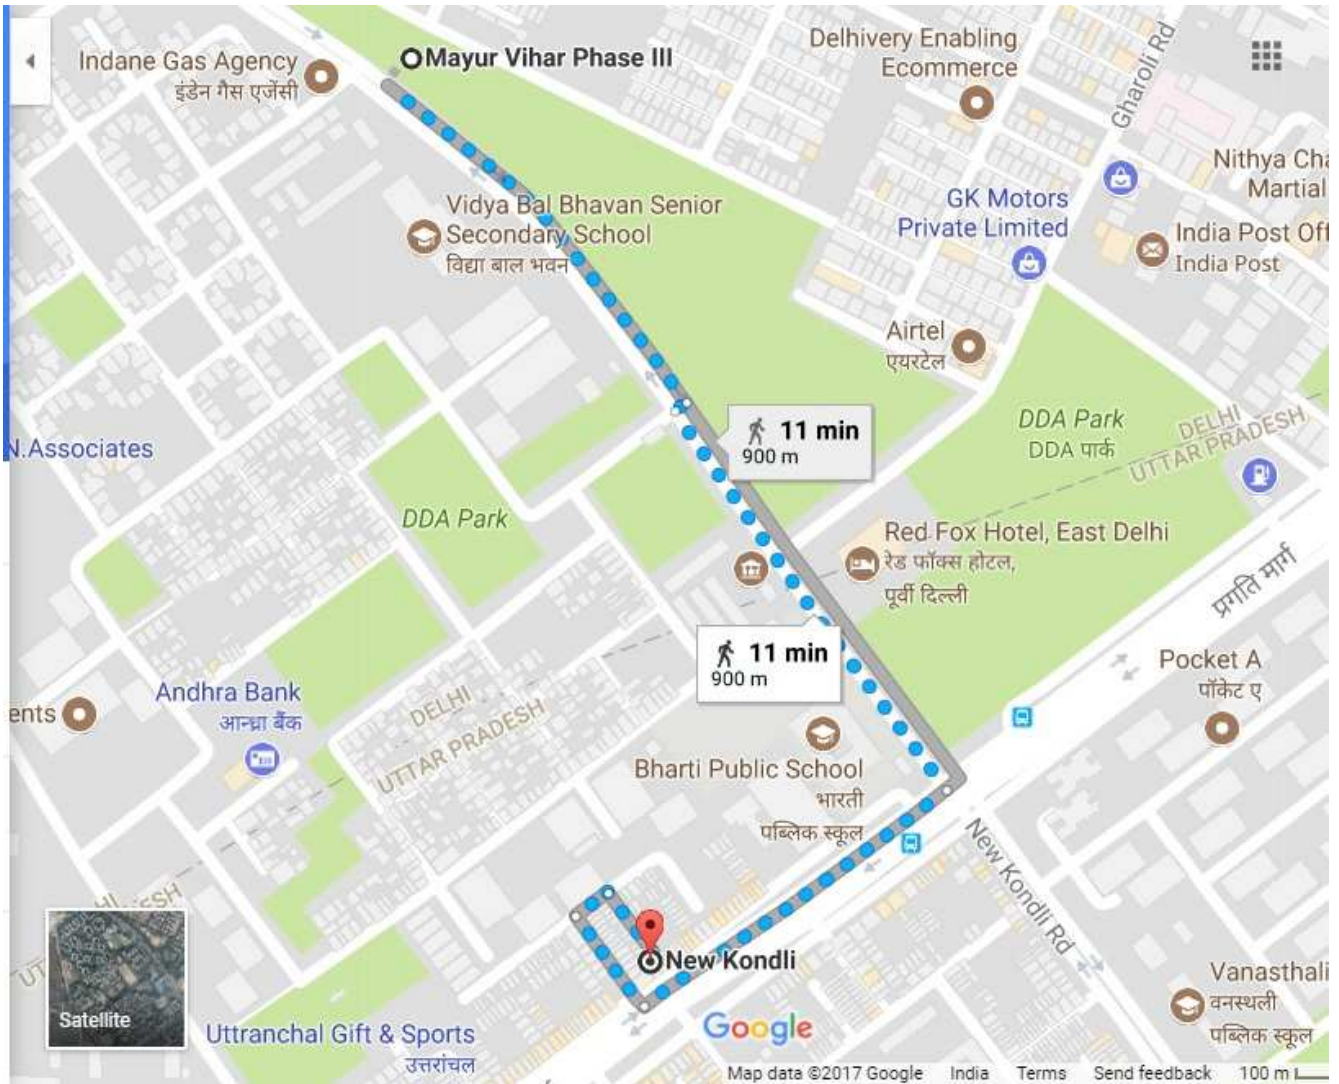 Indane Gas Agency
इंडेन गैस एजेंसी
Mayur Vihar Phase III
Delhivery Enabling
Ecommerce
Gharoli Rd
Nithya Cha
Martial
Vidya Bal Bhavan Senior
Secondary School
विद्या बाल भवन
GK Motors
Private Limited
India Post Off
India Post
Airtel
एयरटेल
N.Associates
11 min
900 m
DDA Park
DDA पार्क
DELHI
UTTAR PRADESH
DDA Park
Red Fox Hotel, East Delhi
रेड फॉक्स होटल,
पूर्वी दिल्ली
प्रगति मार्ग
11 min
900 m
Pocket A
पॉकेट ए
Andhra Bank
आन्ध्रा बैंक
ents
DELHI
UTTAR PRADESH
Bharti Public School
भारती
पब्लिक स्कूल
New Kondli Rd
New Kondli
Satellite
Vanasthali
वनस्थली
पब्लिक स्कूल
Uttranchal Gift & Sports
उत्तरांचल
Google
Map data ©2017 Google India Terms Send feedback 100 m